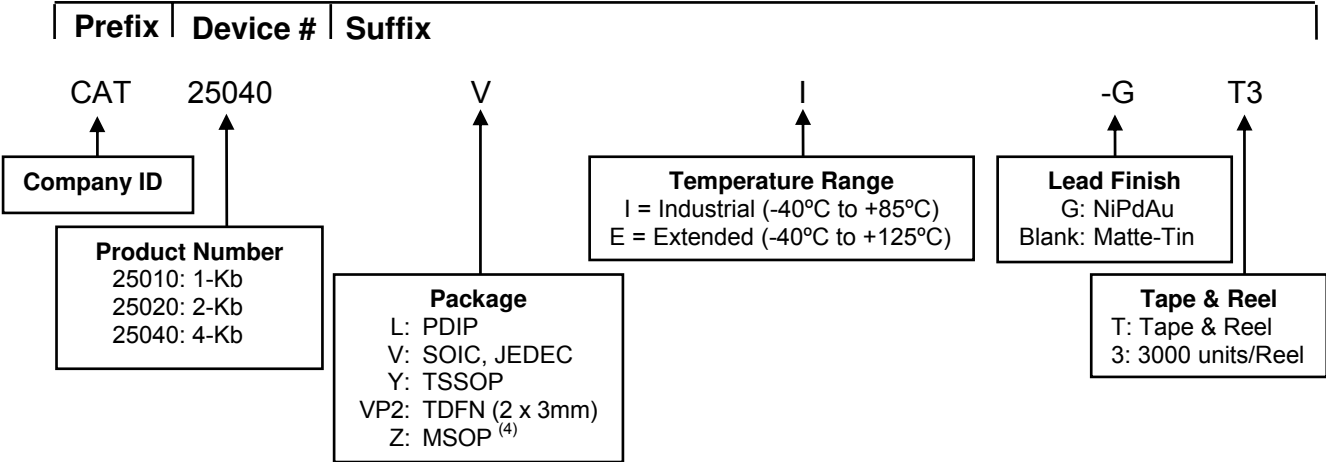 Prefix Device # Suffix
CAT 25040 V I -G T3
Company ID
Product Number
25010: 1-Kb
25020: 2-Kb
25040: 4-Kb
Package
L: PDIP
V: SOIC, JEDEC
Y: TSSOP
VP2: TDFN (2 x 3mm)
Z: MSOP (4)
Temperature Range
I = Industrial (-40ºC to +85ºC)
E = Extended (-40ºC to +125ºC)
Lead Finish
G: NiPdAu
Blank: Matte-Tin
Tape & Reel
T: Tape & Reel
3: 3000 units/Reel